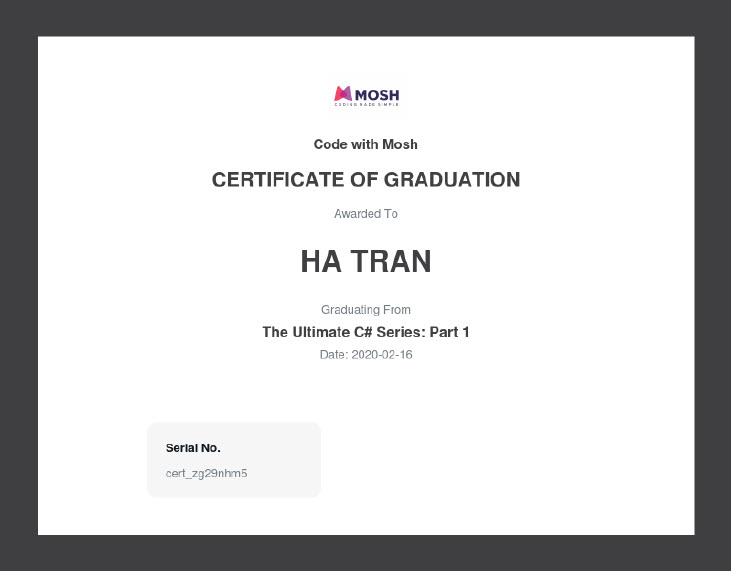 MOSH
CODING MADE SIMPLE
Code with Mosh
CERTIFICATE OF GRADUATION
Awarded To
HA TRAN
Graduating From
The Ultimate C# Series: Part 1
Date: 2020-02-16
Serial No.
cert_zg29nhm5